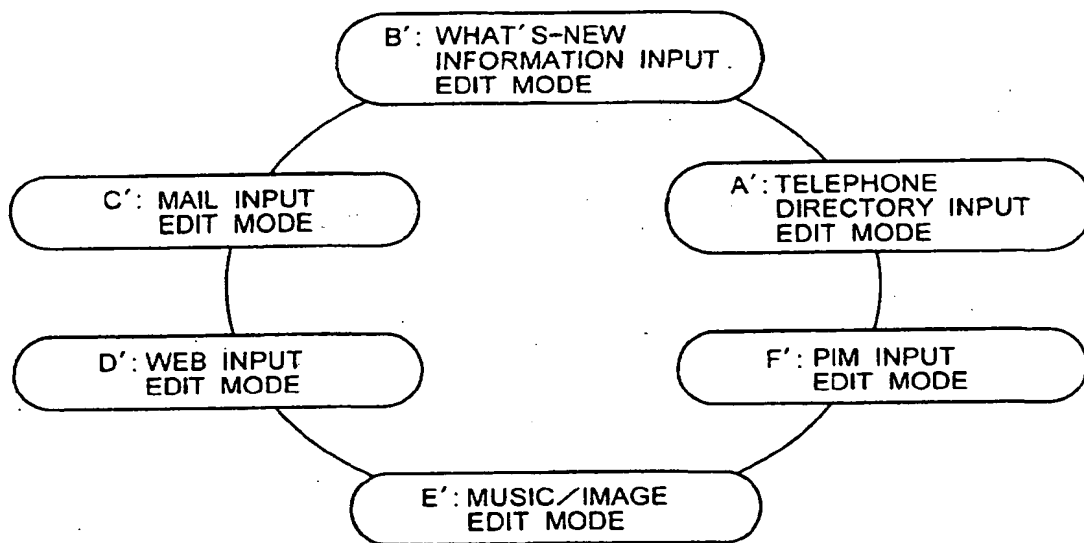 B′: WHAT'S-NEW
INFORMATION INPUT
EDIT MODE
C′: MAIL INPUT
EDIT MODE
A′: TELEPHONE
DIRECTORY INPUT
EDIT MODE
D′: WEB INPUT
EDIT MODE
F′: PIM INPUT
EDIT MODE
E′: MUSIC/IMAGE
EDIT MODE